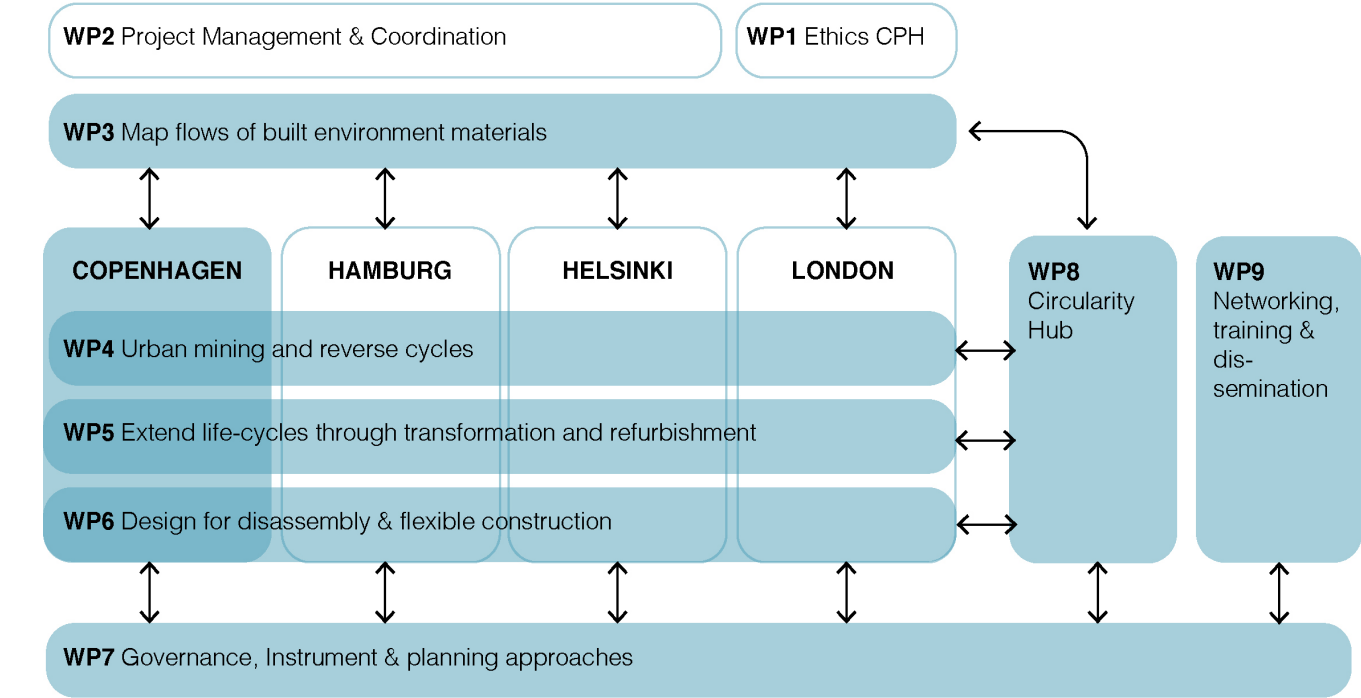 WP2 Project Management & Coordination
WP1 Ethics CPH
WP3 Map flows of built environment materials
COPENHAGEN
HAMBURG
HELSINKI
LONDON
WP4 Urban mining and reverse cycles
WP5 Extend life-cycles through transformation and refurbishment
WP6 Design for disassembly & flexible construction
WP8
Circularity
Hub
WP9
Networking,
training &
dis-
semination
WP7 Governance, Instrument & planning approaches